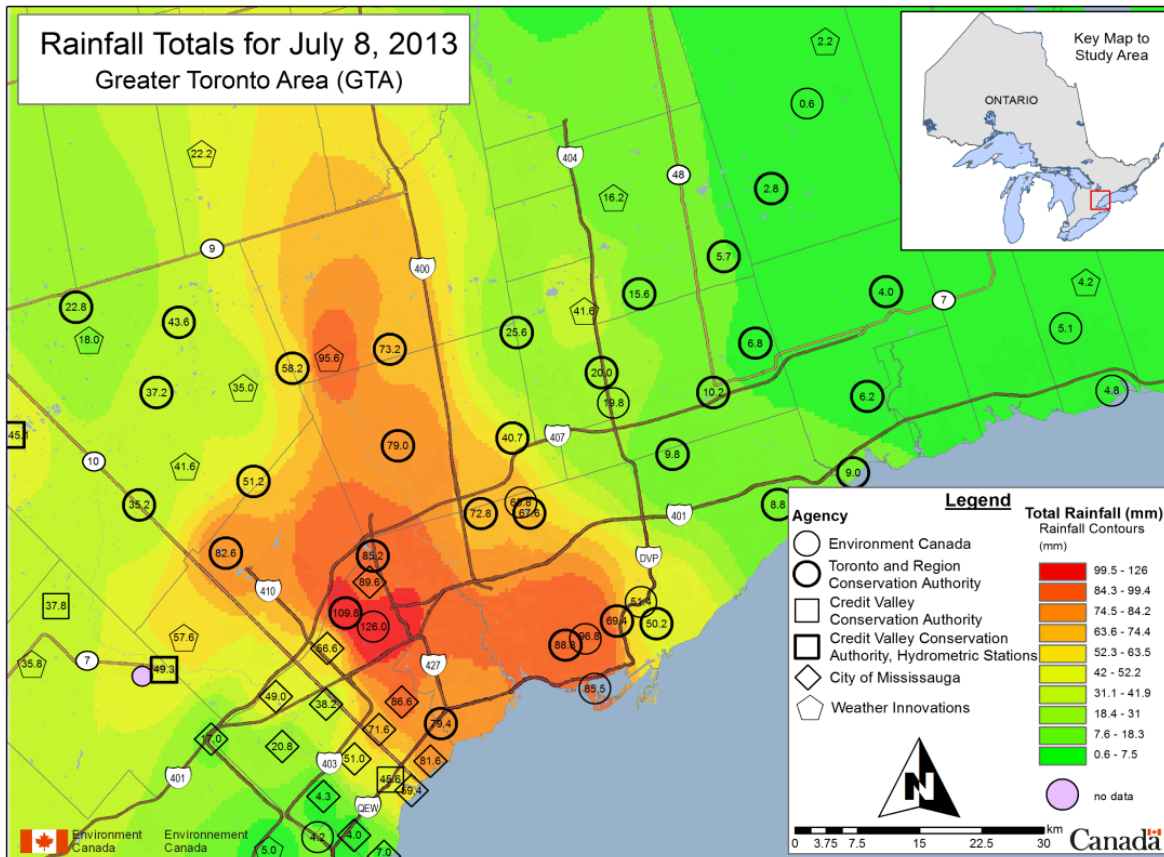 Rainfall Totals for July 8, 2013
Greater Toronto Area (GTA)
Key Map to
Study Area
ONTARIO
2.2
0.6
22.2
404
48
16.2
2.8
9
400
5.7
4.2
15.6
4.0
7
22.8
43.6
41.6
5.1
18.0
25.6
6.8
73.2
95.6
58.2
20.0
37.2
35.0
10.2
4.8
19.8
6.2
45.1
40.7
407
79.0
9.8
10
41.6
9.0
51.2
35.2
8.8
72.8
67.6
401
82.6
85.2
DVP
89.6
410
37.8
51.4
109.8
126.0
69.4
50.2
57.6
96.8
88.8
56.6
35.8
7
49.3
427
85.5
49.0
38.2
86.6
79.4
71.6
17.0
20.8
51.0
403
81.6
401
45.6
59.4
4.3
QEW
4.2
4.0
5.0
7.0
Legend
Agency
Environment Canada
Toronto and Region
Conservation Authority
Credit Valley
Conservation Authority
Credit Valley Conservation
Authority, Hydrometric Stations
City of Mississauga
Weather Innovations
Total Rainfall (mm)
Rainfall Contours
(mm)
99.5 - 126
84.3 - 99.4
74.5 - 84.2
63.6 - 74.4
52.3 - 63.5
42 - 52.2
31.1 - 41.9
18.4 - 31
7.6 - 18.3
0.6 - 7.5
no data
N
km
0 3.75 7.5 15 22.5 30
Environment
Canada
Environnement
Canada
Canada